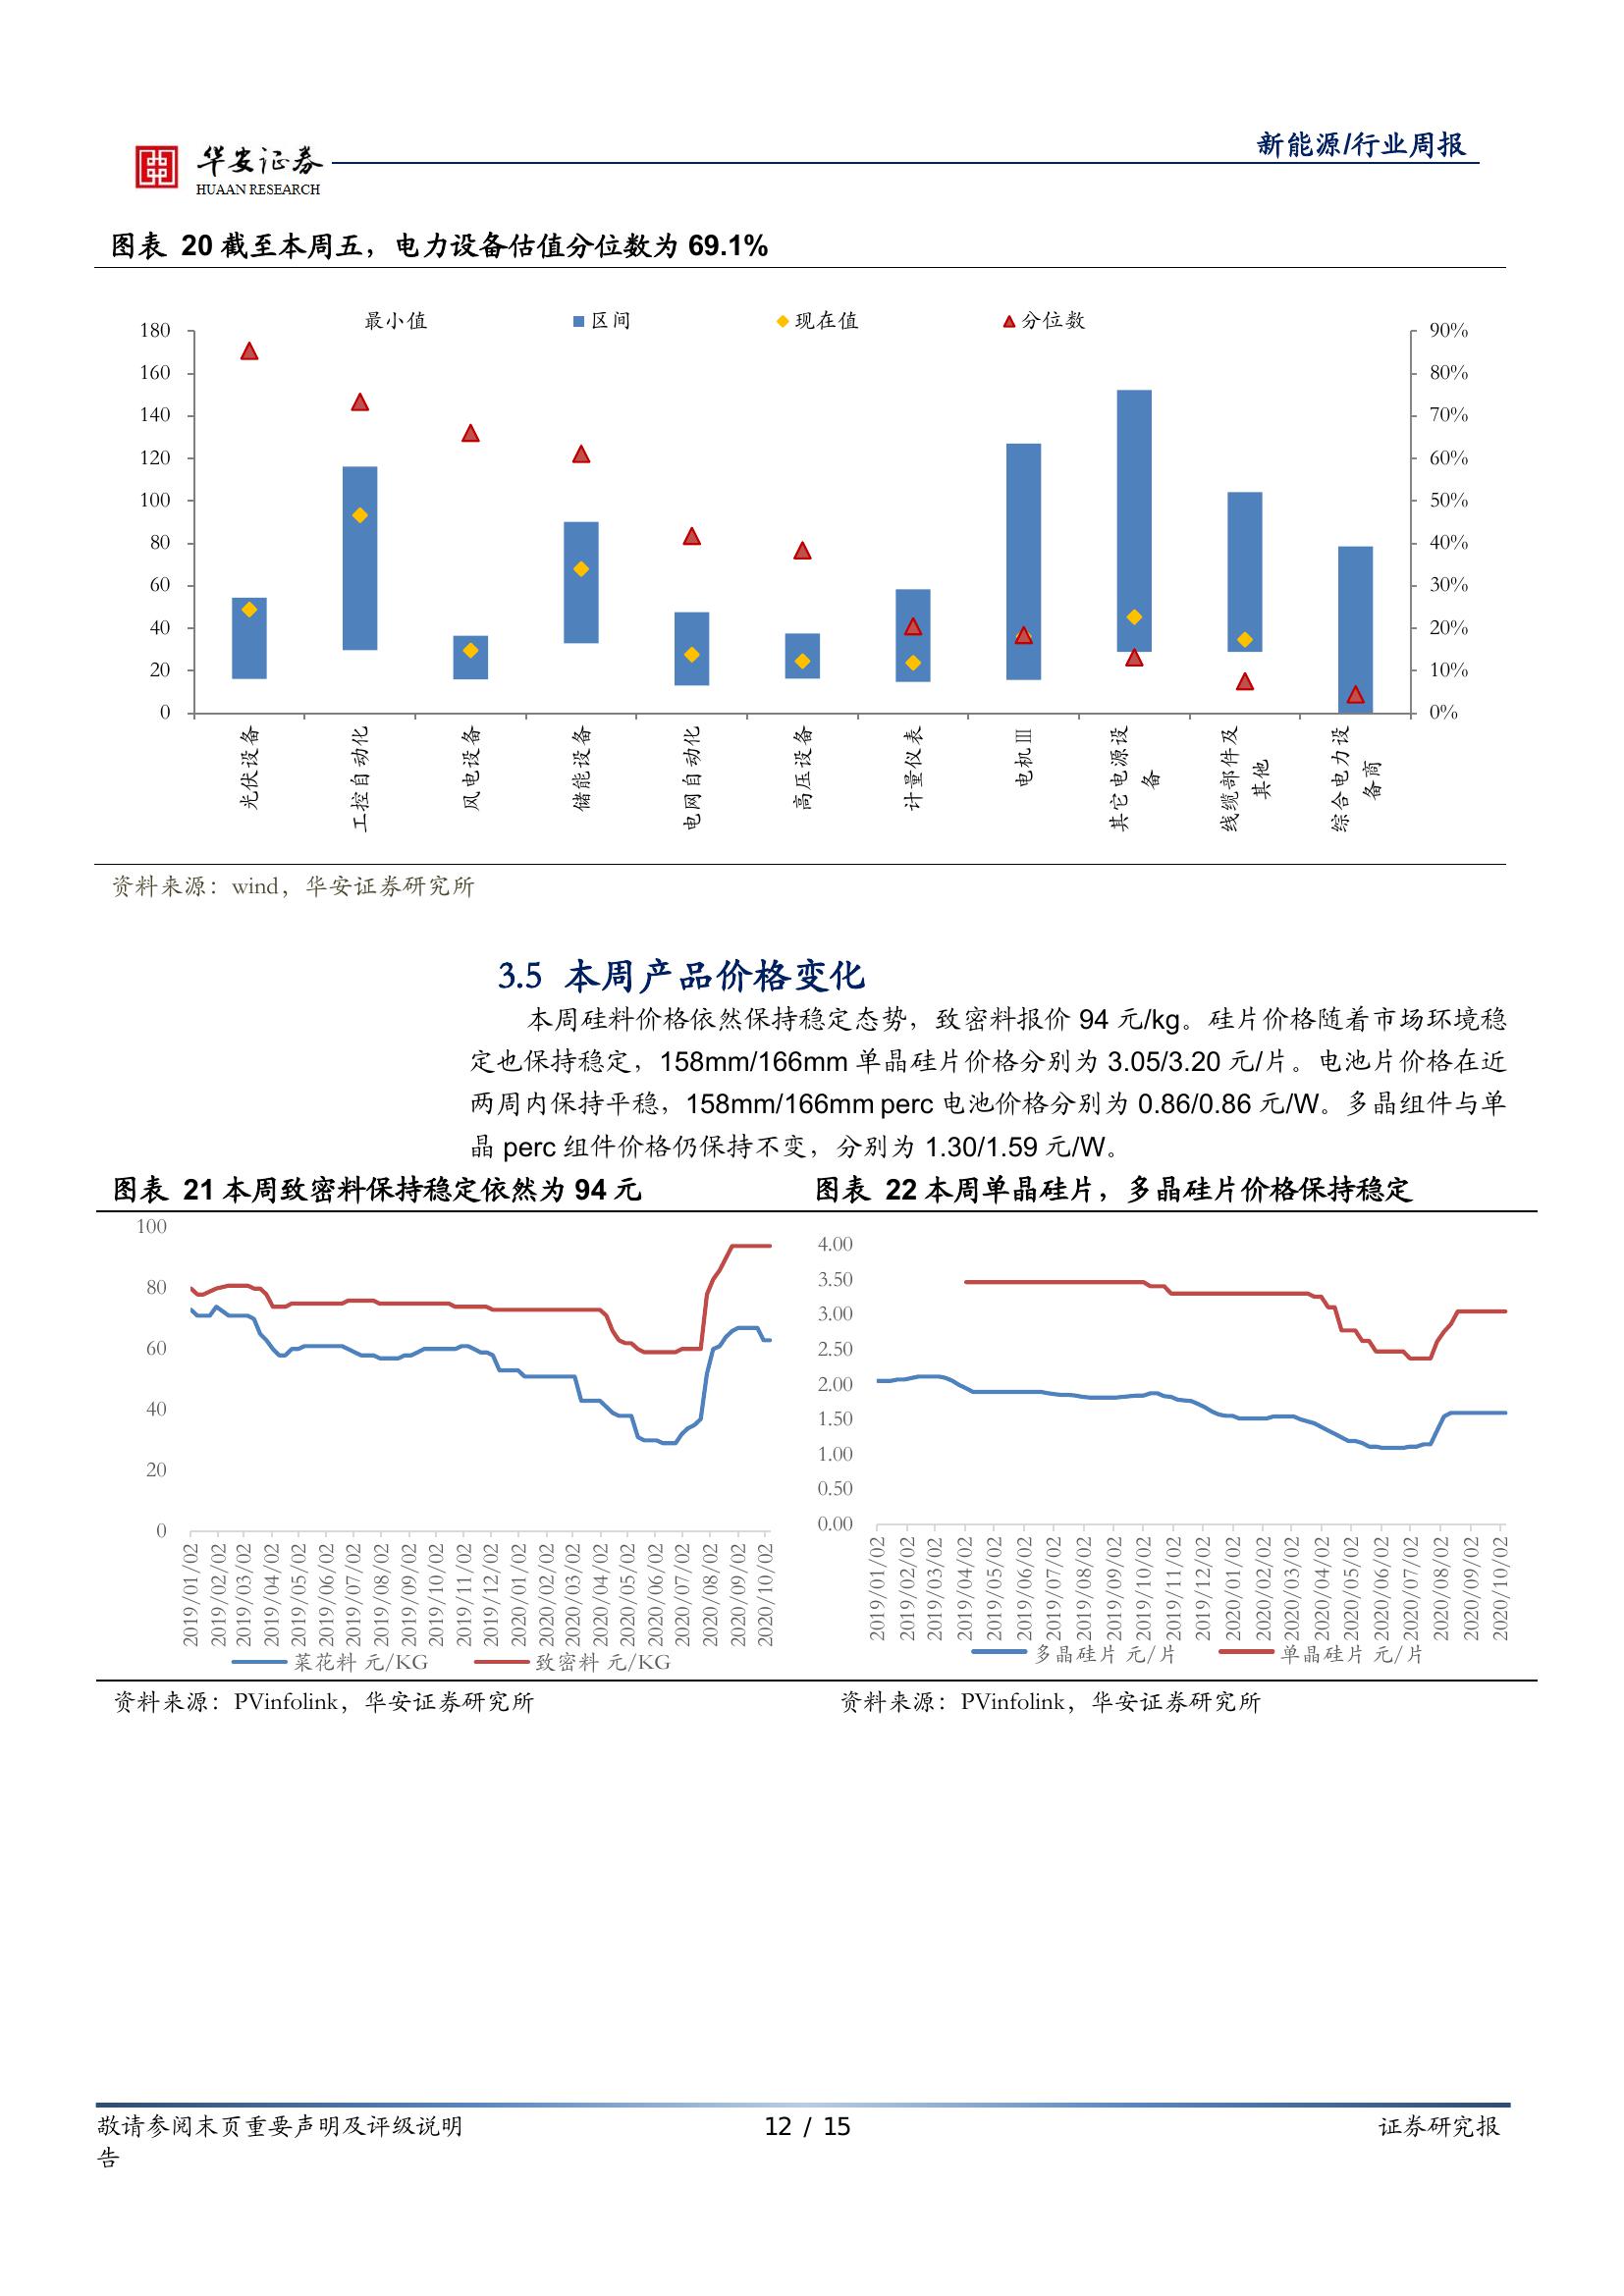 新能源/行业周报
华安证券
HUAAN RESEARCH
图表 20 截至本周五，电力设备估值分位数为 69.1%
最小值 区间 现在值 分位数
180
160
140
120
100
80
60
40
20
0
90%
80%
70%
60%
50%
40%
30%
20%
10%
0%
光伏设备
工控自动化
风电设备
储能设备
电网自动化
高压设备
计量仪表
电机Ⅲ
其它电源设
备
线缆部件及
其他
综合电力设
备商
资料来源：wind，华安证券研究所
3.5 本周产品价格变化
本周硅料价格依然保持稳定态势，致密料报价 94 元/kg。硅片价格随着市场环境稳
定也保持稳定，158mm/166mm 单晶硅片价格分别为 3.05/3.20 元/片。电池片价格在近
两周内保持平稳，158mm/166mm perc 电池价格分别为 0.86/0.86 元/W。多晶组件与单
晶 perc 组件价格仍保持不变，分别为 1.30/1.59 元/W。
图表 21 本周致密料保持稳定依然为 94 元
100
80
60
40
20
0
2019/01/02
2019/02/02
2019/03/02
2019/04/02
2019/05/02
2019/06/02
2019/07/02
2019/08/02
2019/09/02
2019/10/02
2019/11/02
2019/12/02
2020/01/02
2020/02/02
2020/03/02
2020/04/02
2020/05/02
2020/06/02
2020/07/02
2020/08/02
2020/09/02
2020/10/02
菜花料 元/KG 致密料 元/KG
资料来源：PVinfolink，华安证券研究所
图表 22 本周单晶硅片，多晶硅片价格保持稳定
4.00
3.50
3.00
2.50
2.00
1.50
1.00
0.50
0.00
2019/01/02
2019/02/02
2019/03/02
2019/04/02
2019/05/02
2019/06/02
2019/07/02
2019/08/02
2019/09/02
2019/10/02
2019/11/02
2019/12/02
2020/01/02
2020/02/02
2020/03/02
2020/04/02
2020/05/02
2020/06/02
2020/07/02
2020/08/02
2020/09/02
2020/10/02
多晶硅片 元/片 单晶硅片 元/片
资料来源：PVinfolink，华安证券研究所
敬请参阅末页重要声明及评级说明 12 / 15 证券研究报
告